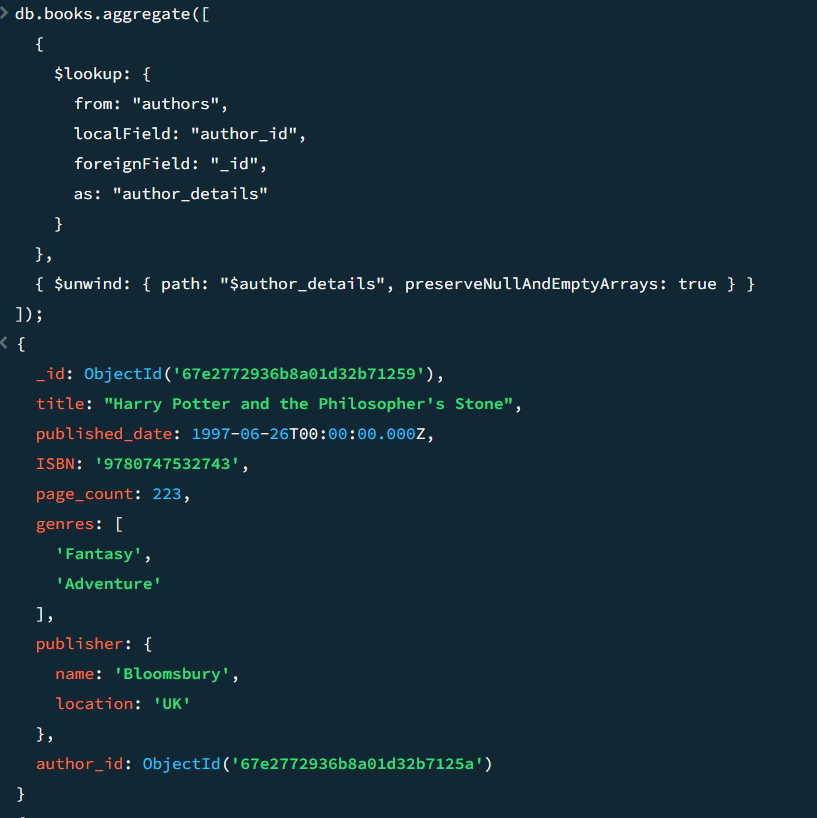 db.books.aggregate([
{
$lookup: {
from: "authors",
localField: "author_id",
foreignField: "_id",
as: "author_details"
}
},
{ $unwind: { path: "$author_details", preserveNullAndEmptyArrays: true } }
]);
{
_id: ObjectId('67e2772936b8a01d32b71259'),
title: "Harry Potter and the Philosopher's Stone",
published_date: 1997-06-26T00:00:00.000Z,
ISBN: '9780747532743',
page_count: 223,
genres: [
'Fantasy',
'Adventure'
],
publisher: {
name: 'Bloomsbury',
location: 'UK'
},
author_id: ObjectId('67e2772936b8a01d32b7125a')
}